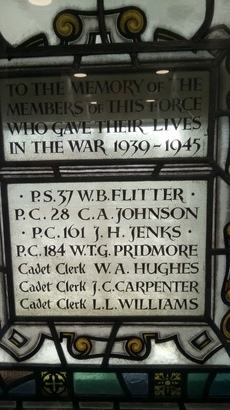 TO THE MEMORY OF THE
MEMBERS OF THIS FORCE
WHO GAVE THEIR LIVES
IN THE WAR 1939-1945
· P.S. 37 W.B. FLITTER ·
P.C. 28 C.A. JOHNSON
· P.C. 161 J.H. JENKS ·
P.C. 184 W.T.G. PRIDMORE
Cadet Clerk W.A. HUGHES
Cadet Clerk J.C. CARPENTER
Cadet Clerk L.L. WILLIAMS